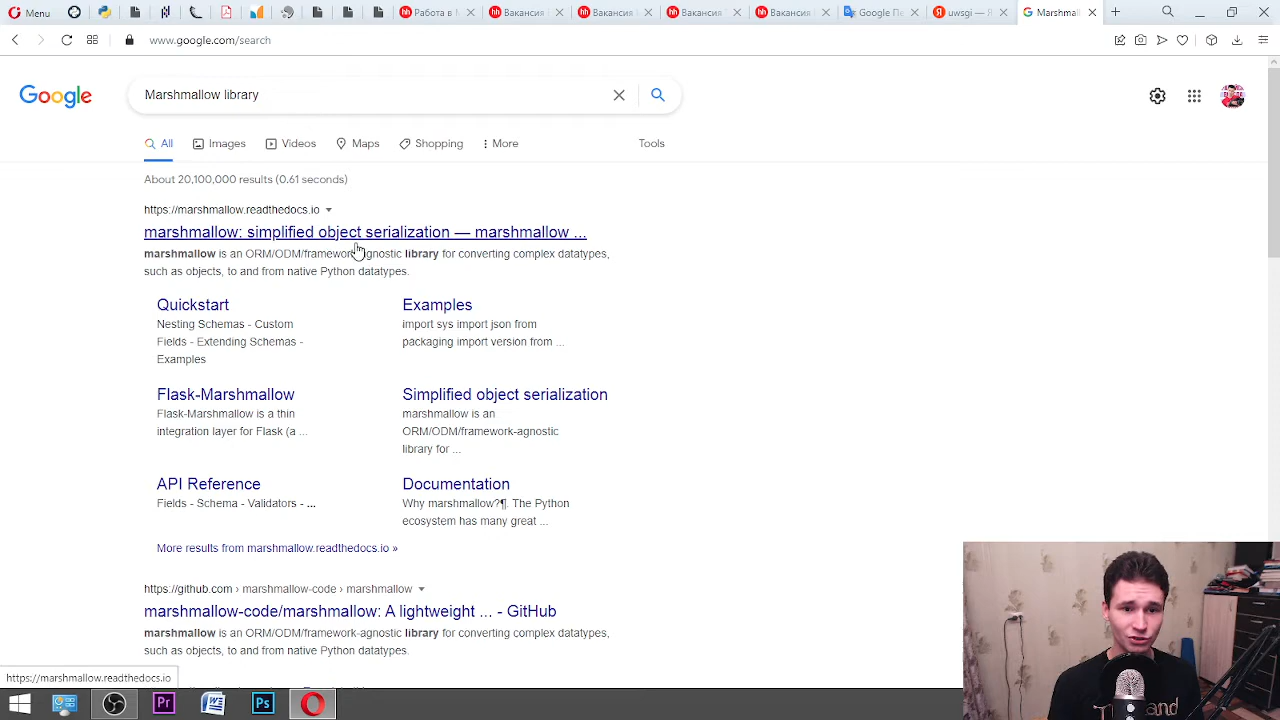 Menu
Работа в М
Вакансия
Вакансия
Вакансия
Вакансия
Google Пе
uwsgi — Я
Marshmall
www.google.com/search
Google
Marshmallow library
All
Images
Videos
Maps
Shopping
More
Tools
About 20,100,000 results (0.61 seconds)
https://marshmallow.readthedocs.io
marshmallow: simplified object serialization — marshmallow ...
marshmallow is an ORM/ODM/framework-agnostic library for converting complex datatypes,
such as objects, to and from native Python datatypes.
Quickstart
Nesting Schemas - Custom
Fields - Extending Schemas -
Examples
Examples
import sys import json from
packaging import version from ...
Flask-Marshmallow
Flask-Marshmallow is a thin
integration layer for Flask (a ...
Simplified object serialization
marshmallow is an
ORM/ODM/framework-agnostic
library for ...
API Reference
Fields - Schema - Validators - ...
Documentation
Why marshmallow?¶. The Python
ecosystem has many great ...
More results from marshmallow.readthedocs.io »
https://github.com › marshmallow-code › marshmallow
marshmallow-code/marshmallow: A lightweight ... - GitHub
marshmallow is an ORM/ODM/framework-agnostic library for converting complex datatypes,
such as objects, to and from native Python datatypes.
https://marshmallow.readthedocs.io
Pr
Ps